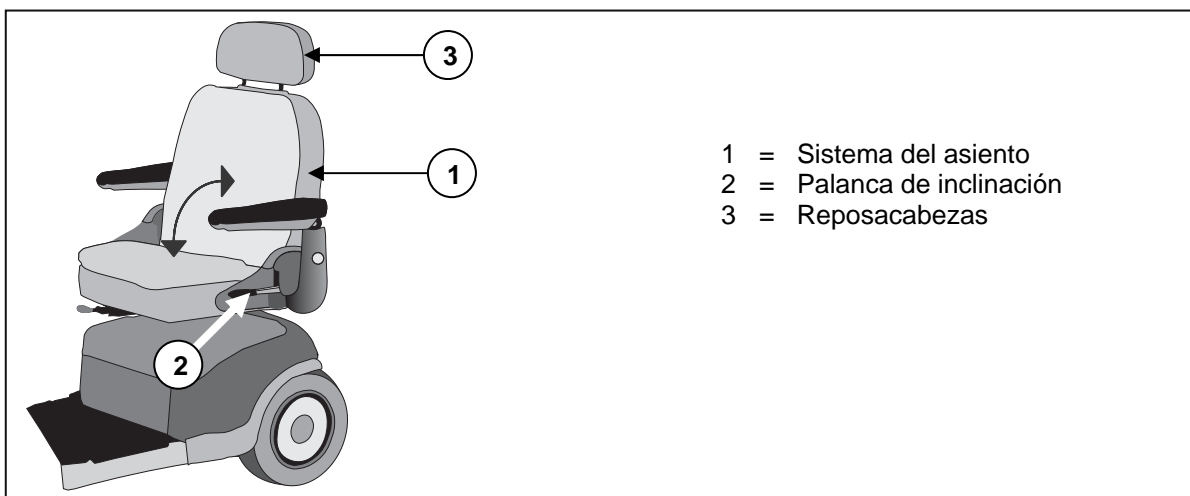 3
1
2
1 = Sistema del asiento
2 = Palanca de inclinación
3 = Reposacabezas